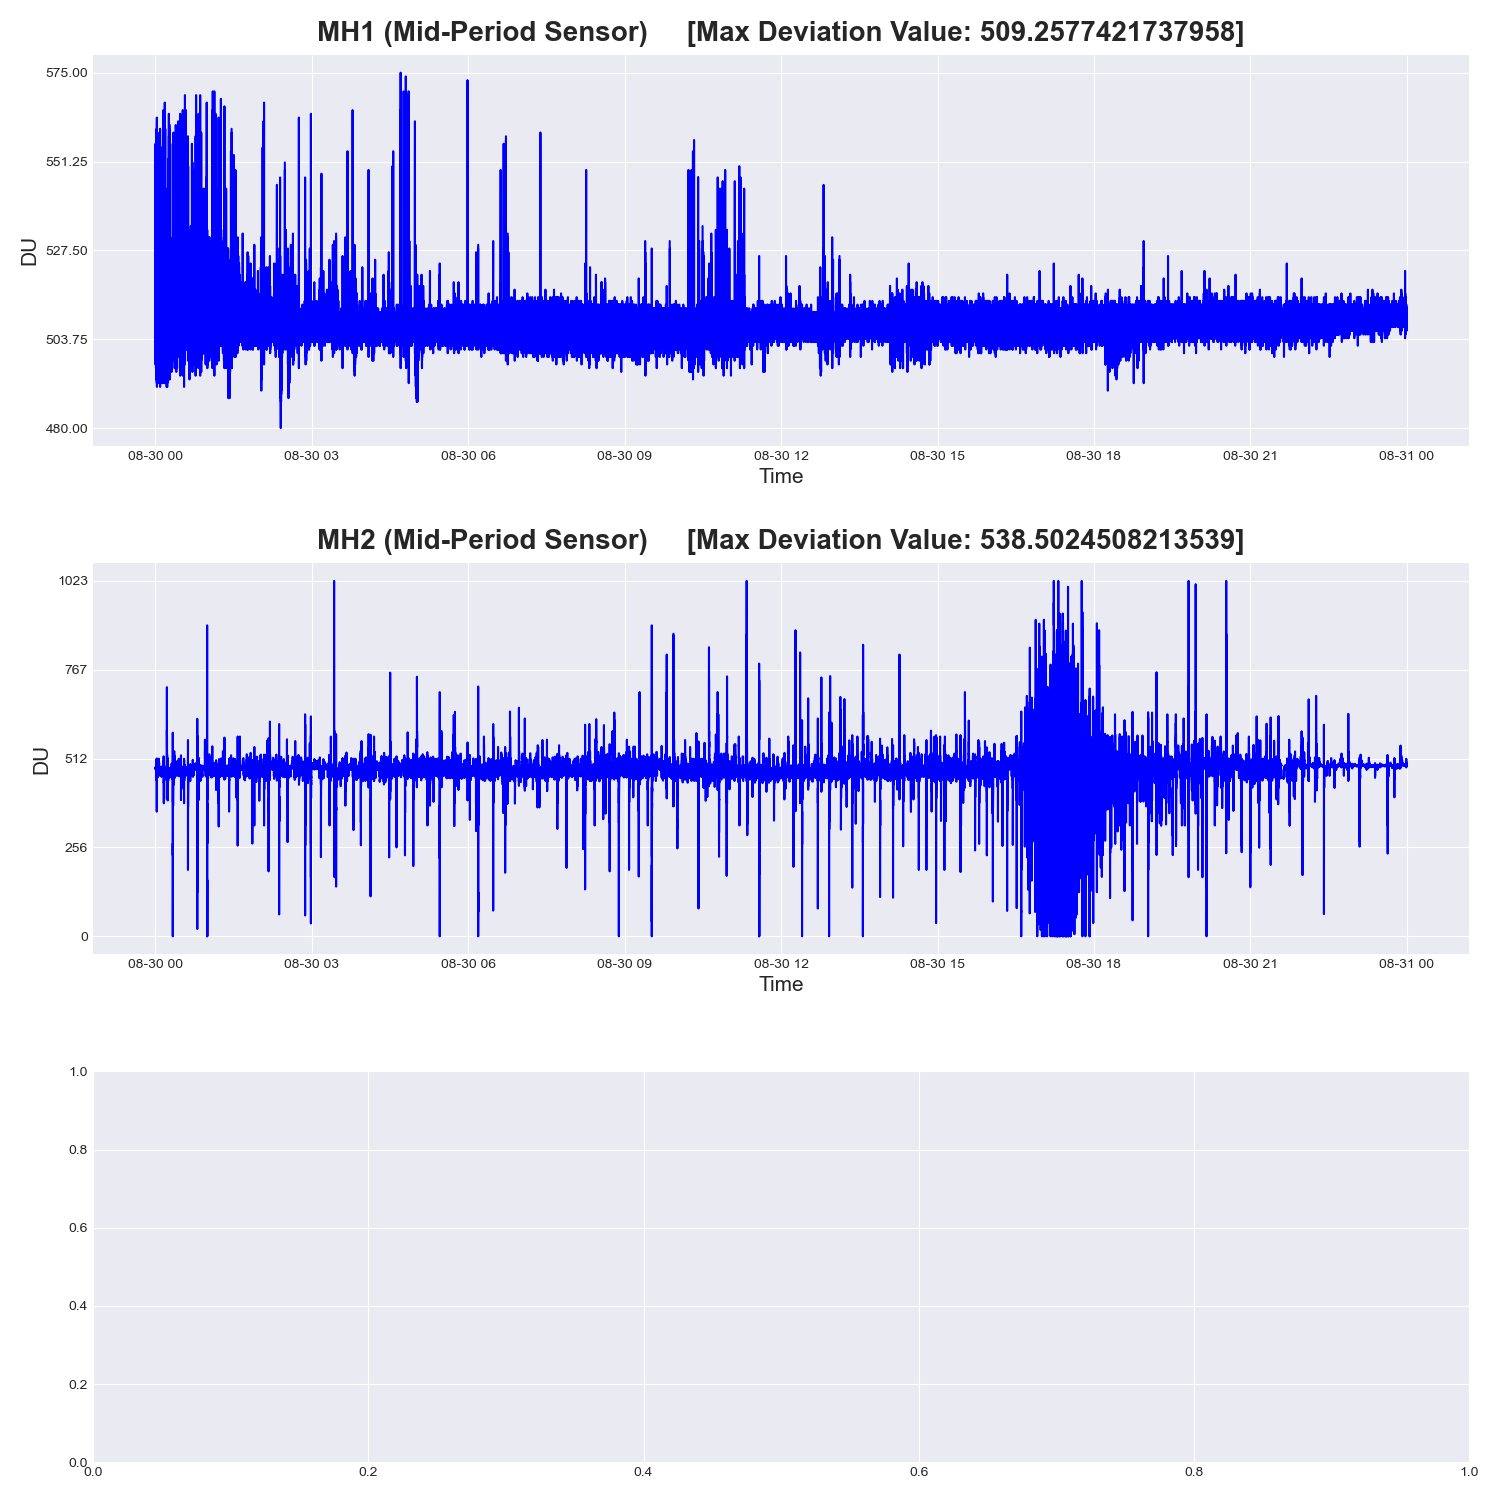 MH1 (Mid-Period Sensor) [Max Deviation Value: 509.2577421737958]
575.00
551.25
527.50
503.75
480.00
DU
08-30 00 08-30 03 08-30 06 08-30 09 08-30 12 08-30 15 08-30 18 08-30 21 08-31 00
Time
MH2 (Mid-Period Sensor) [Max Deviation Value: 538.5024508213539]
1023
767
512
256
0
DU
08-30 00 08-30 03 08-30 06 08-30 09 08-30 12 08-30 15 08-30 18 08-30 21 08-31 00
Time
1.0
0.8
0.6
0.4
0.2
0.0
0.0 0.2 0.4 0.6 0.8 1.0